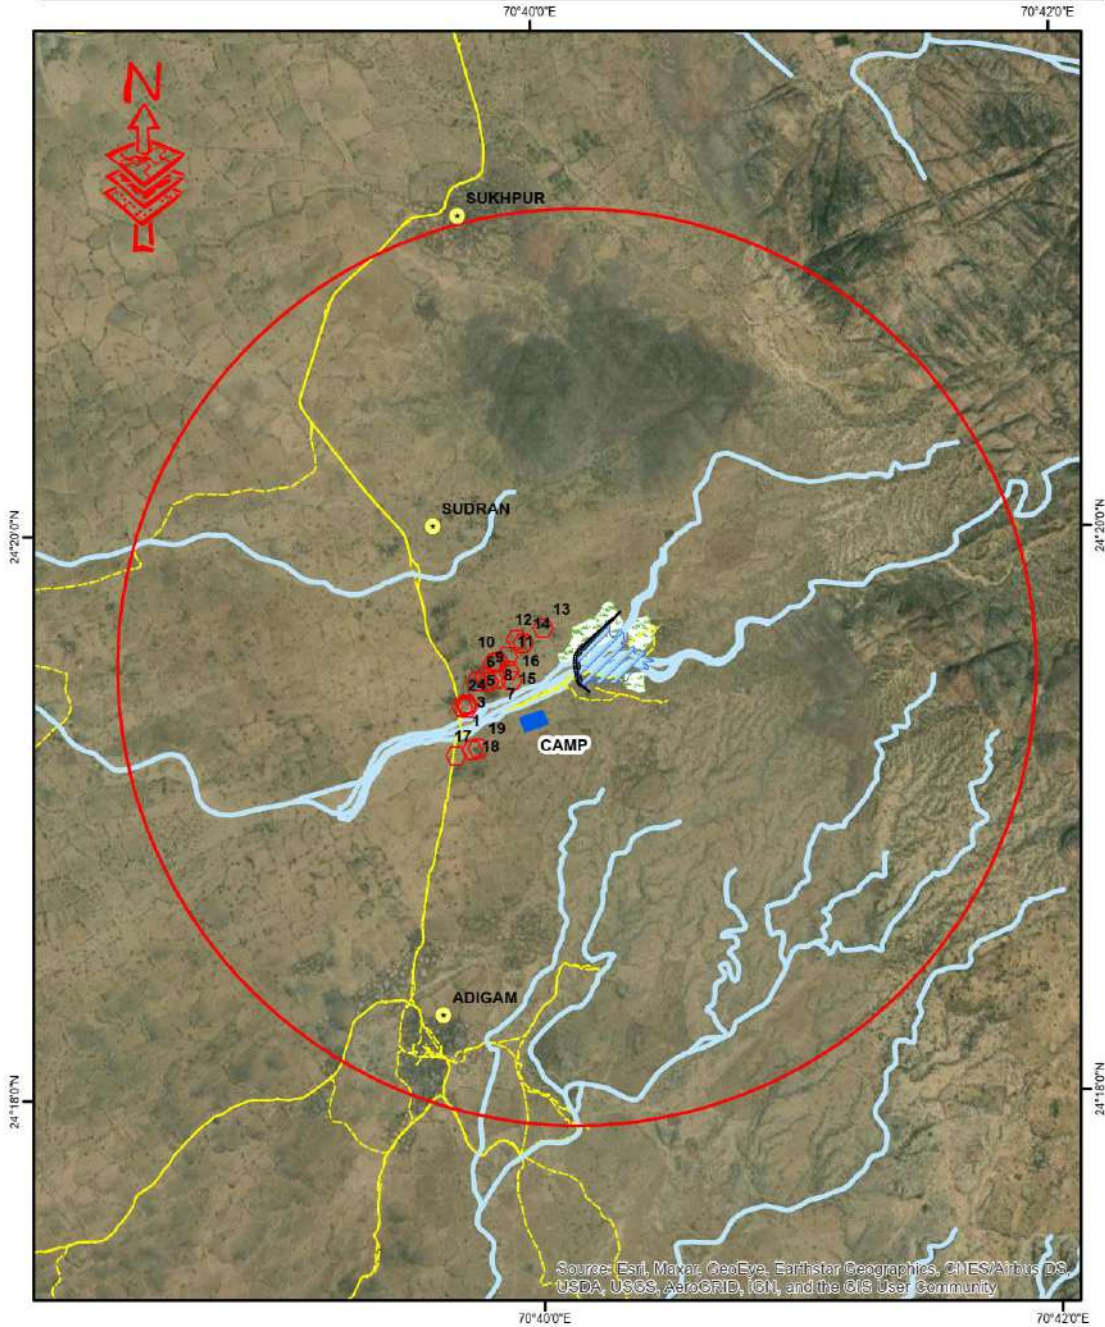 70°40'0"E
70°42'0"E
N
SUKHPUR
SUDRAN
24°20'0"N
24°20'0"N
13
12
14
10
11
9
16
6
8
24
5
15
7
3
1
19
17
18
CAMP
ADIGAM
24°18'0"N
24°18'0"N
Source: Esri, Maxar, GeoEye, Earthstar Geographics, CNES/Airbus DS,
USDA, USGS, AeroGRID, IGN, and the GIS User Community
70°40'0"E
70°42'0"E